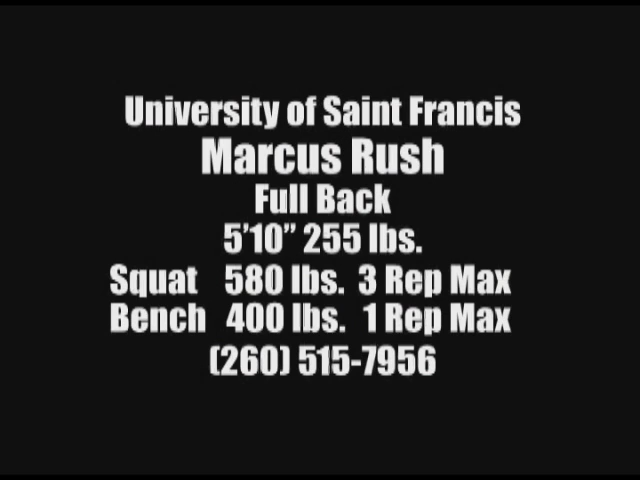 University of Saint Francis
Marcus Rush
Full Back
5'10” 255 lbs.
Squat 580 lbs. 3 Rep Max
Bench 400 lbs. 1 Rep Max
(260) 515-7956